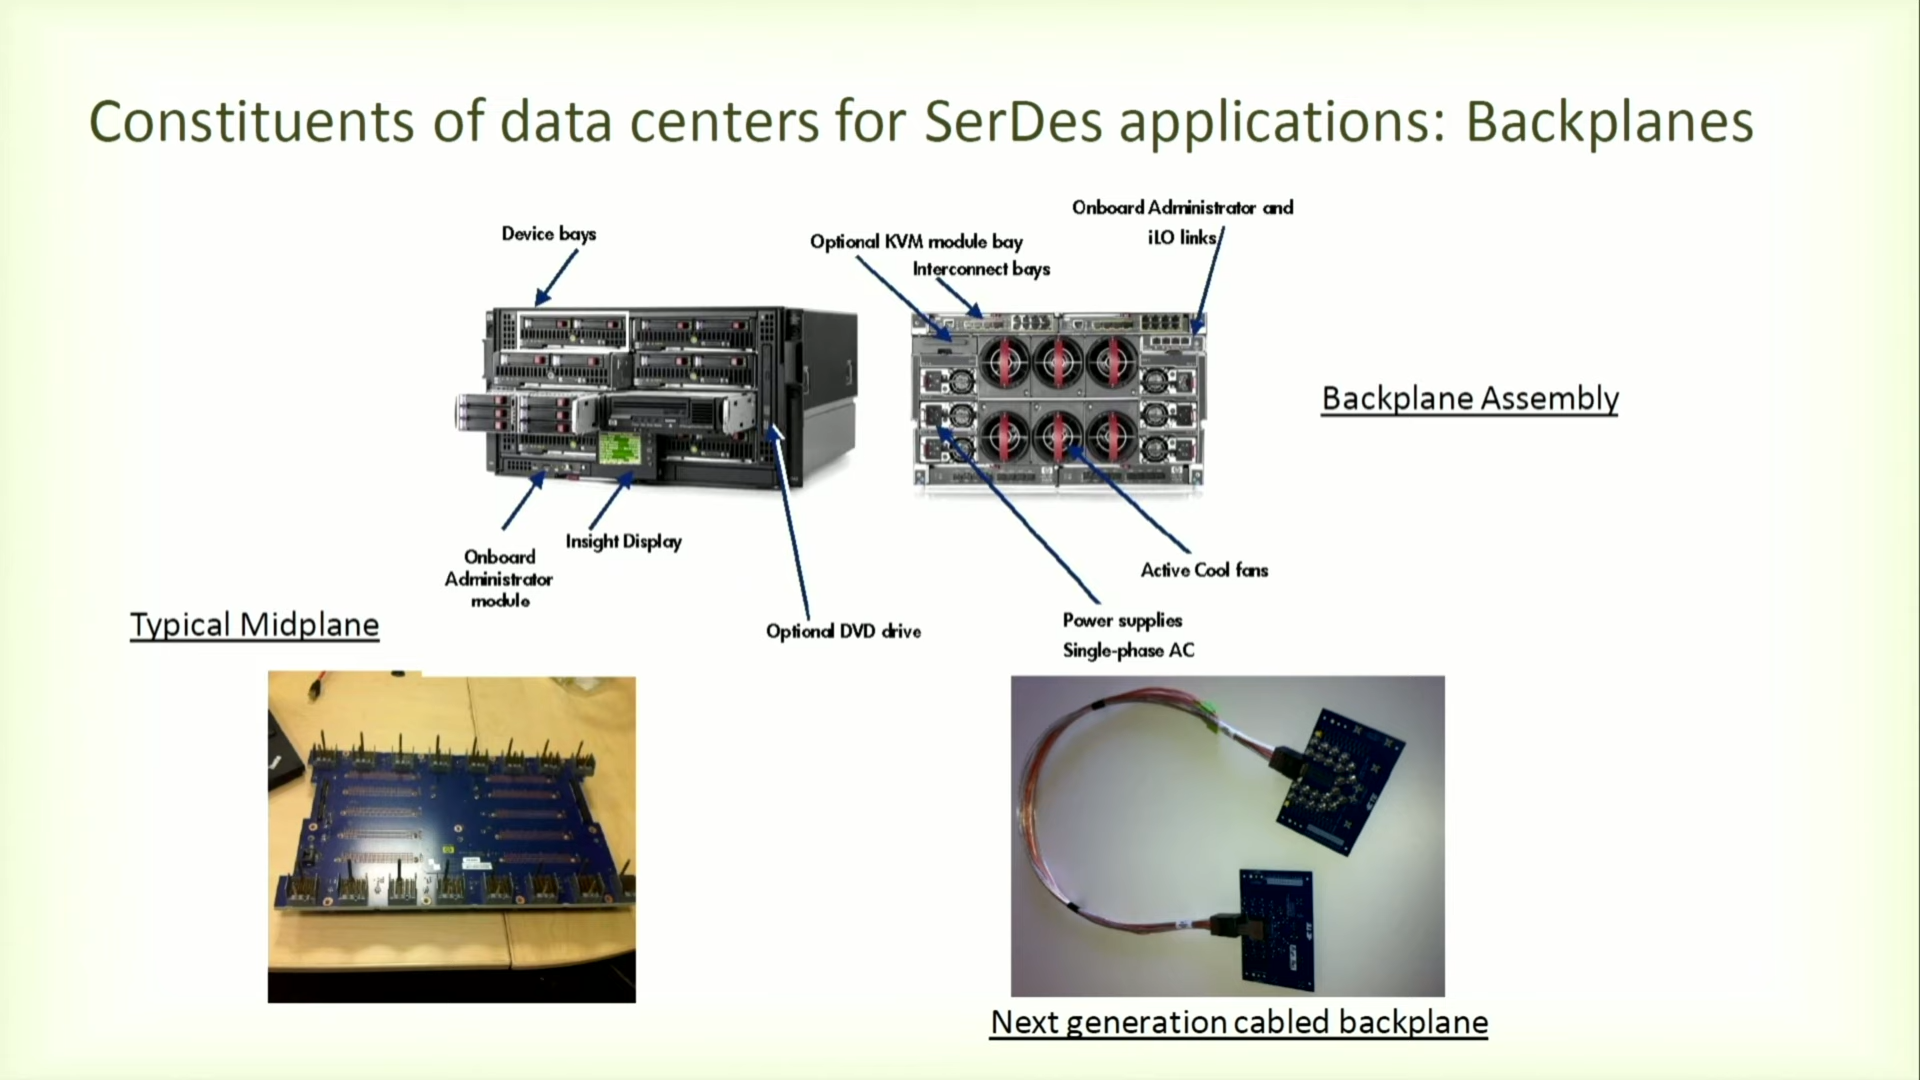 Constituents of data centers for SerDes applications: Backplanes
Onboard Administrator and
iLO links
Device bays
Optional KVM module bay
Interconnect bays
Backplane Assembly
Insight Display
Onboard
Administrator
module
Active Cool fans
Typical Midplane
Optional DVD drive
Power supplies
Single-phase AC
Next generation cabled backplane